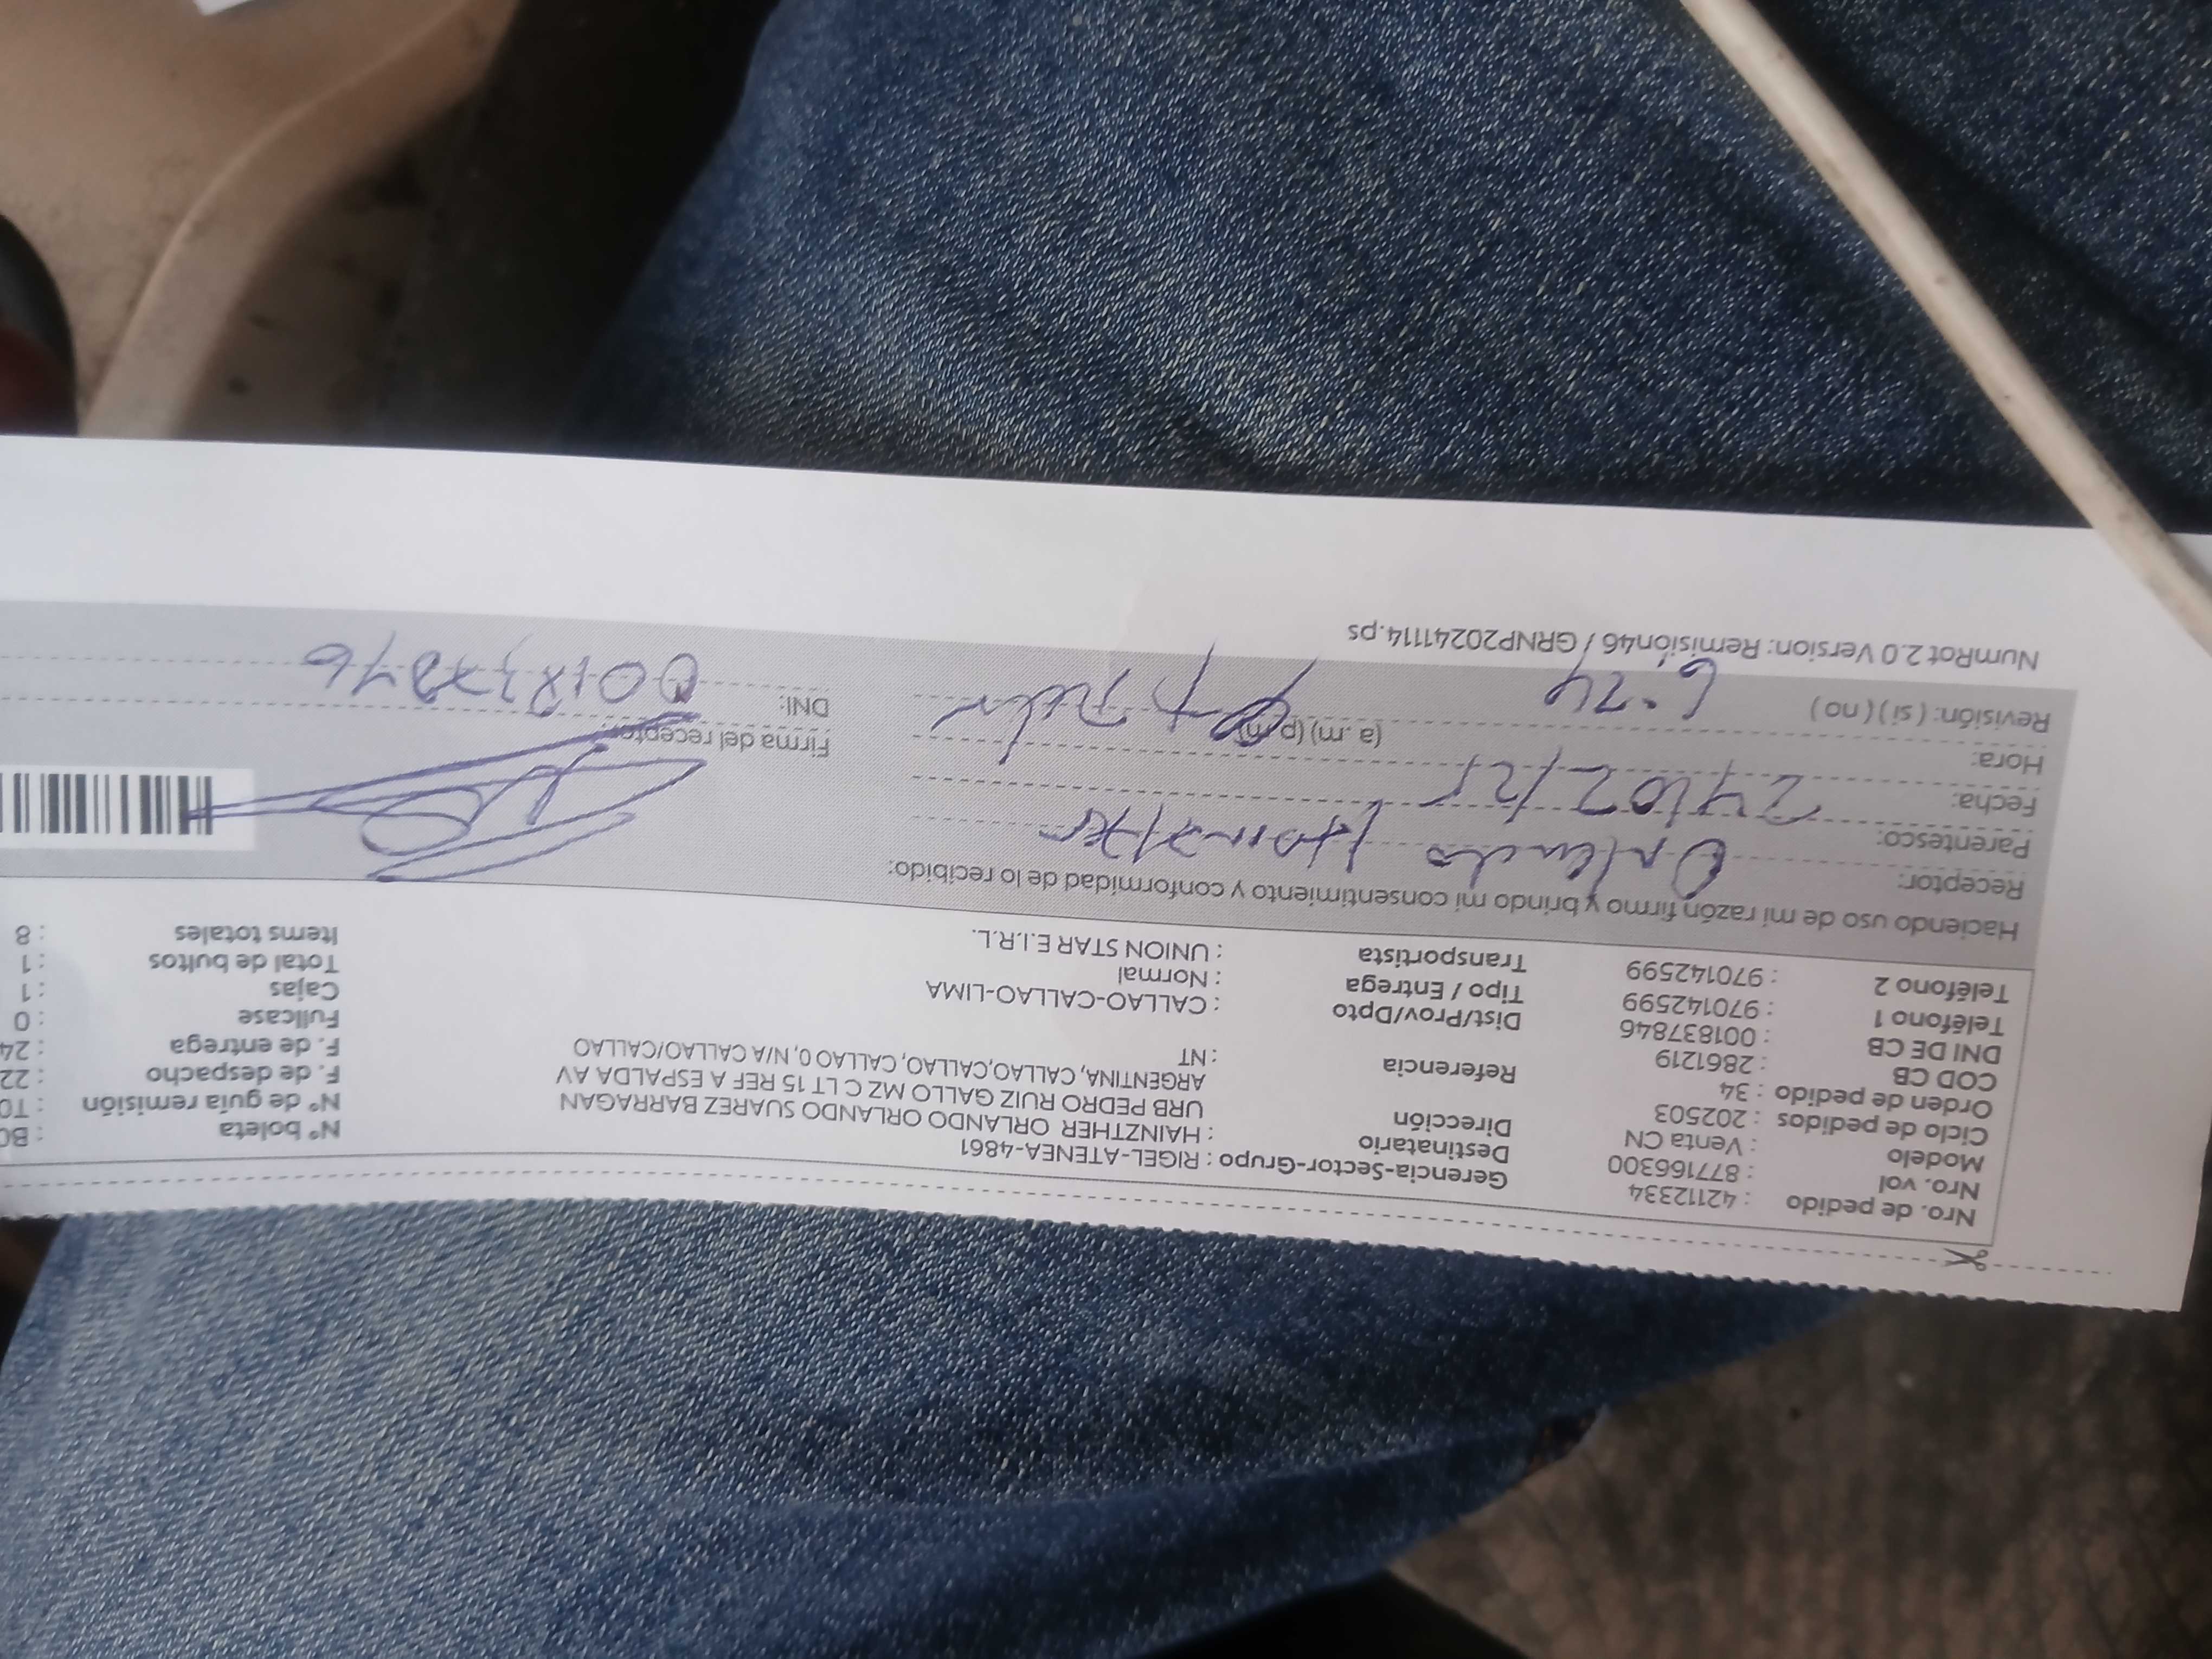 Nro. de pedido : 42112334
Nro. vol : 877166300
Modelo : Venta CN
Ciclo de pedidos : 202503
Orden de pedido : 34
COD CB : 2861219
DNI DE CB : 001837846
Teléfono 1 : 970142599
Teléfono 2 : 970142599
Gerencia-Sector-Grupo : RIGEL-ATENEA-4861
Destinatario : HAINZTHER ORLANDO ORLANDO SUAREZ BARRAGAN
Dirección URB PEDRO RUIZ GALLO MZ C LT 15 REF A ESPALDA AV
ARGENTINA, CALLAO,CALLAO, CALLAO 0, N/A CALLAO/CALLAO
Referencia : NT
Dist/Prov/Dpto : CALLAO-CALLAO-LIMA
Tipo / Entrega : Normal
Transportista : UNION STAR E.I.R.L.
N° boleta : B0
N° de guía remisión : T0
F. de despacho : 22
F. de entrega : 24
Fullcase : 0
Cajas : 1
Total de bultos : 1
Items totales : 8
Haciendo uso de mi razón firmo y brindo mi consentimiento y conformidad de lo recibido:
Receptor: Orlando
Parentesco:
Fecha: 24/02/25
Hora: (a. m) (p. m)
Revisión: ( si ) ( no )
Firma del receptor:
DNI:
NumRot 2.0 Version: Remisión46 / GRNP20241114.ps